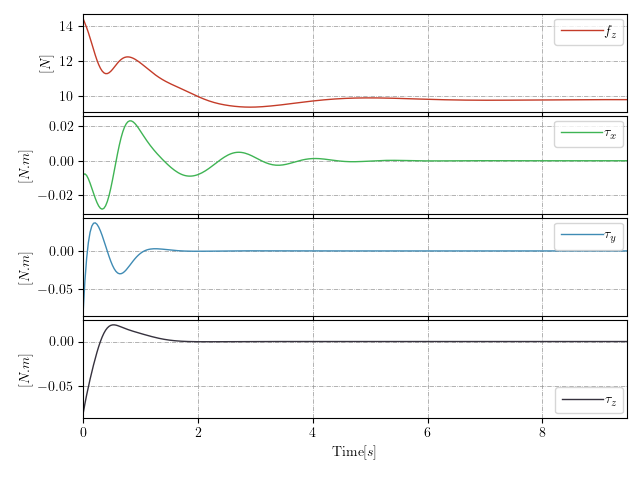 14
12
10
[N]
f_z
0.02
0.00
−0.02
[N.m]
τ_x
0.00
−0.05
[N.m]
τ_y
0.00
−0.05
[N.m]
τ_z
0 2 4 6 8
Time[s]